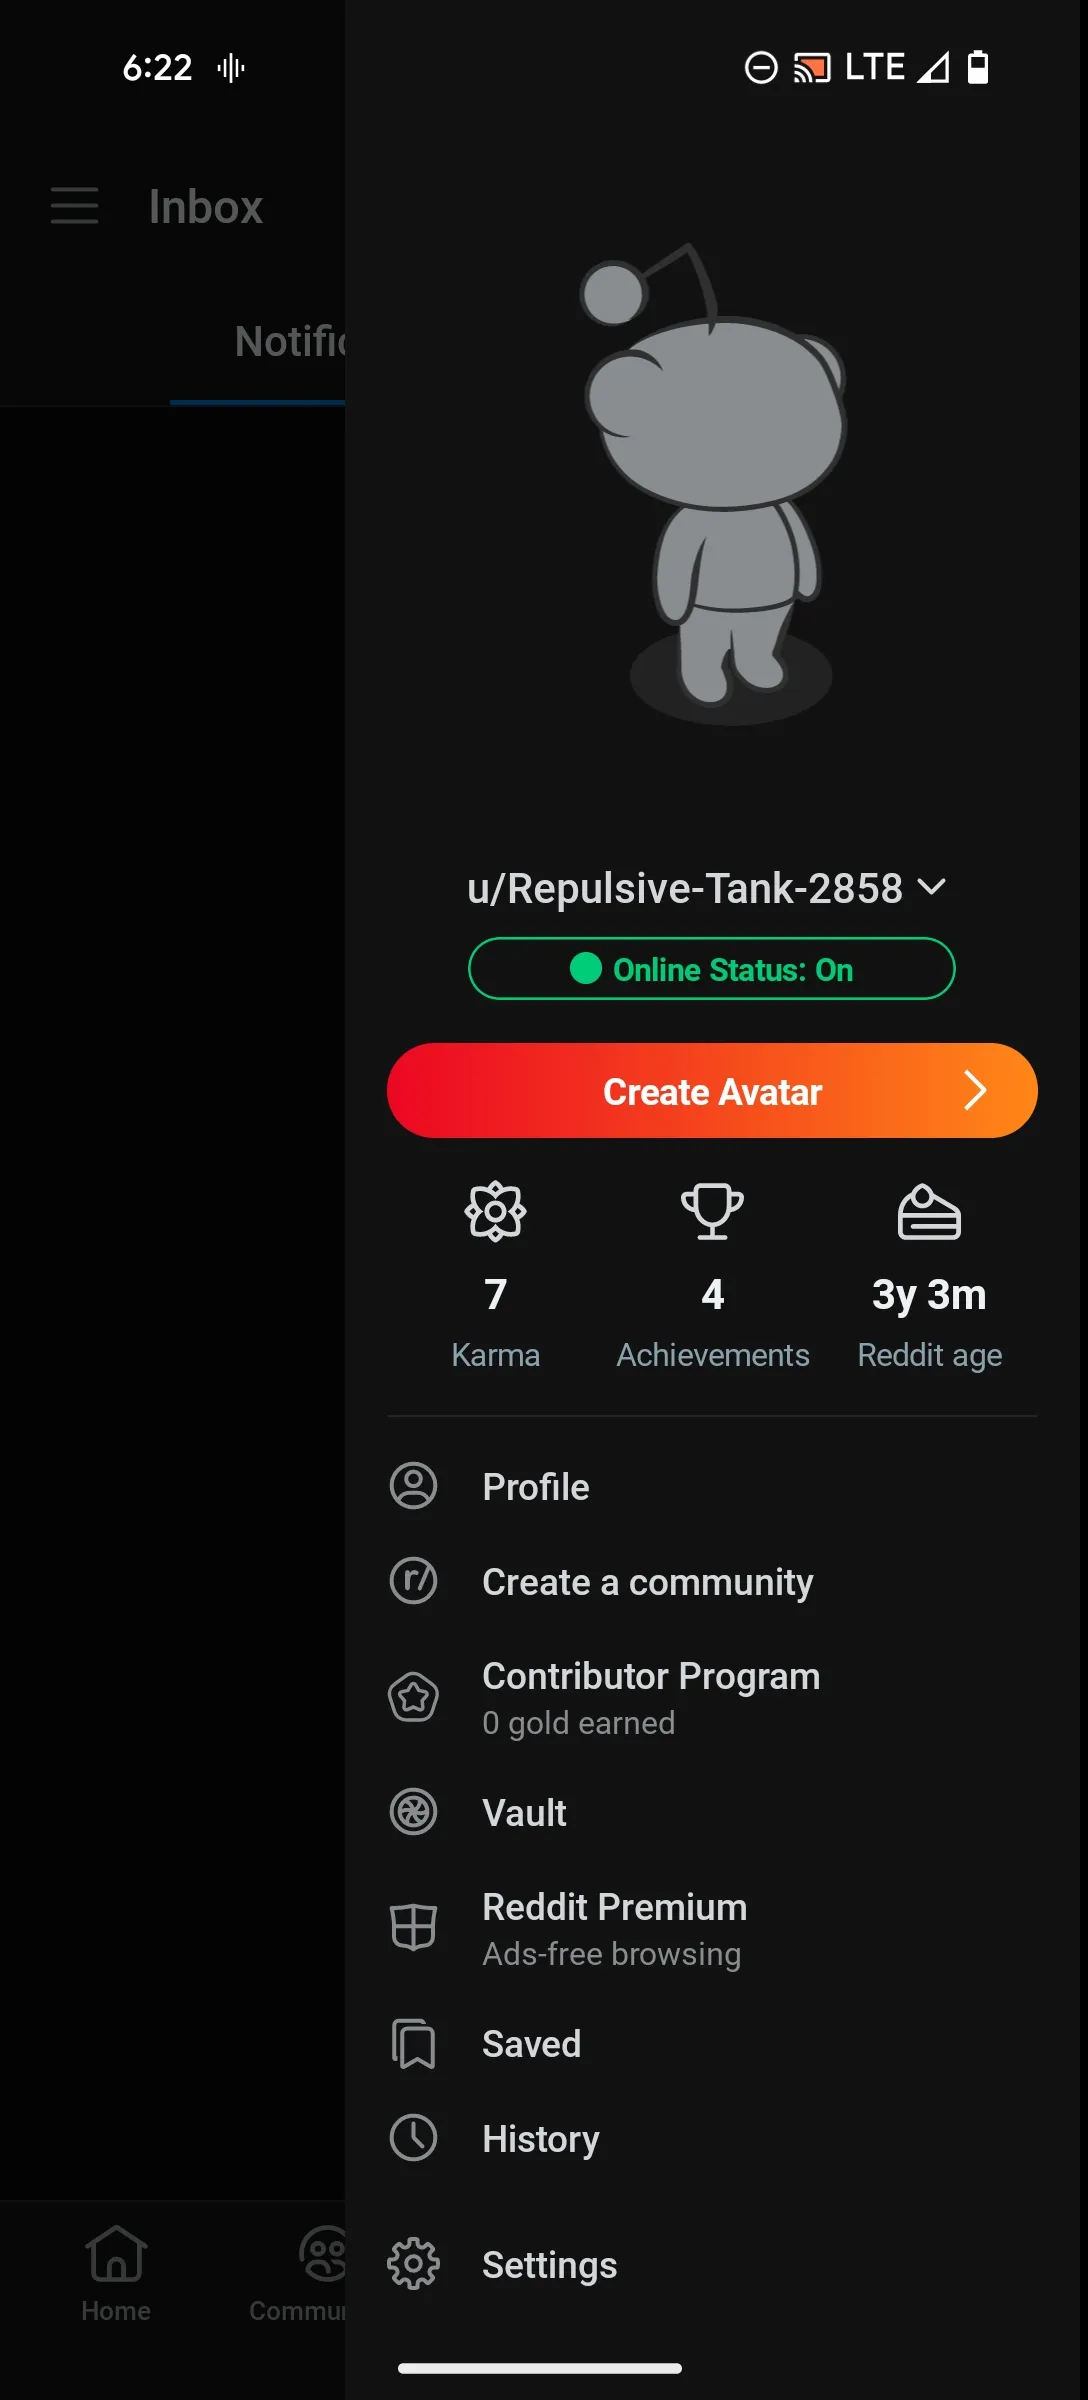 6:22
LTE
Inbox
Notific
u/Repulsive-Tank-2858
Online Status: On
Create Avatar
7
4
3y 3m
Karma
Achievements
Reddit age
Profile
r/
Create a community
Contributor Program
0 gold earned
Vault
Reddit Premium
Ads-free browsing
Saved
History
Settings
Home
Commun